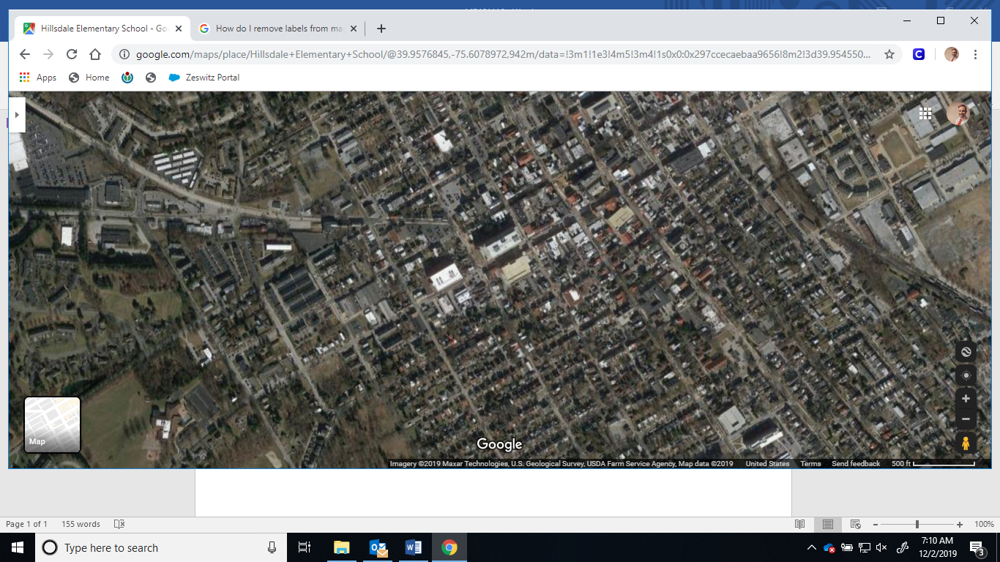 Hillsdale Elementary School - Go
How do I remove labels from ma
google.com/maps/place/Hillsdale+Elementary+School/@39.9576845,-75.6078972,942m/data=!3m1!1e3!4m5!3m4!1s0x0:0x297ccecaebaa9656!8m2!3d39.954550...
Apps Home Zeswitz Portal
Map
Google
Imagery ©2019 Maxar Technologies, U.S. Geological Survey, USDA Farm Service Agency, Map data ©2019 United States Terms Send feedback 500 ft
Page 1 of 1 155 words 100%
Type here to search
7:10 AM
12/2/2019
3